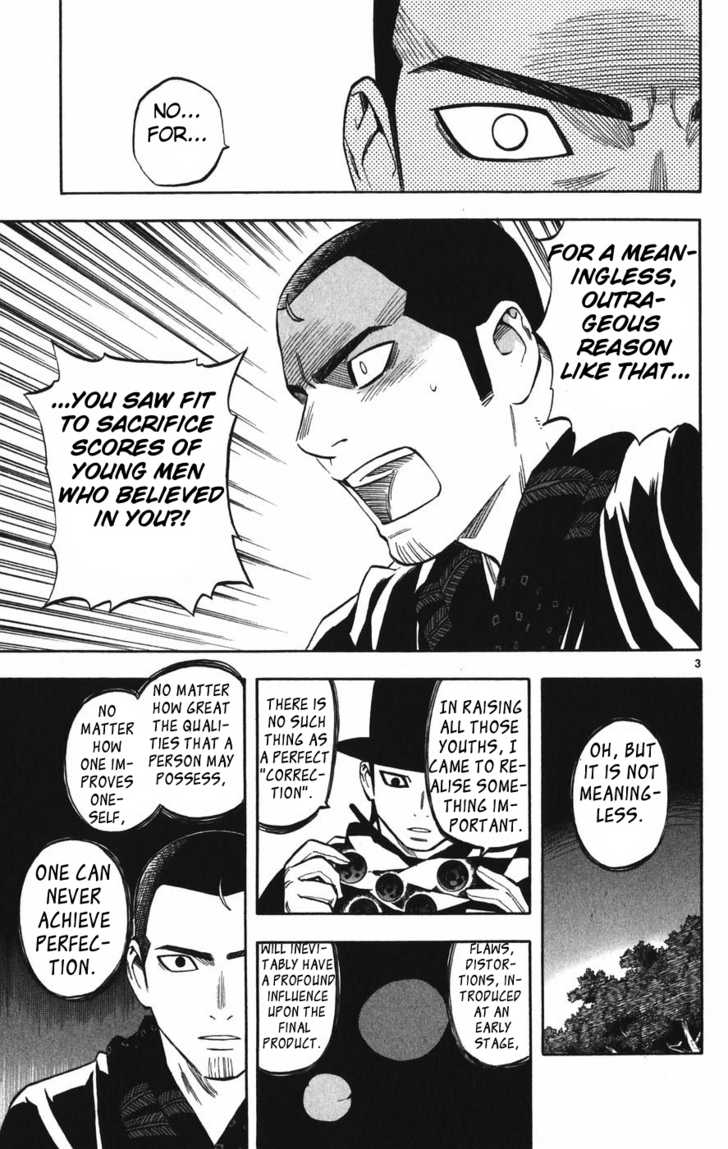 NO...
FOR...
FOR A MEAN-
INGLESS,
OUTRA-
GEOUS
REASON
LIKE THAT...
...YOU SAW FIT
TO SACRIFICE
SCORES OF
YOUNG MEN
WHO BELIEVED
IN YOU?!
3
OH, BUT
IT IS NOT
MEANING-
LESS.
IN RAISING
ALL THOSE
YOUTHS, I
CAME TO RE-
ALISE SOME-
THING IM-
PORTANT.
THERE IS
NO SUCH
THING AS
A PERFECT
"CORREC-
TION".
FLAWS,
DISTOR-
TIONS, IN-
TRODUCED
AT AN
EARLY
STAGE,
WILL INEVI-
TABLY HAVE
A PROFOUND
INFLUENCE
UPON THE
FINAL
PRODUCT.
NO MATTER
HOW GREAT
THE QUALI-
TIES THAT A
PERSON MAY
POSSESS,
NO
MATTER
HOW
ONE IM-
PROVES
ONE-
SELF,
ONE CAN
NEVER
ACHIEVE
PERFEC-
TION.